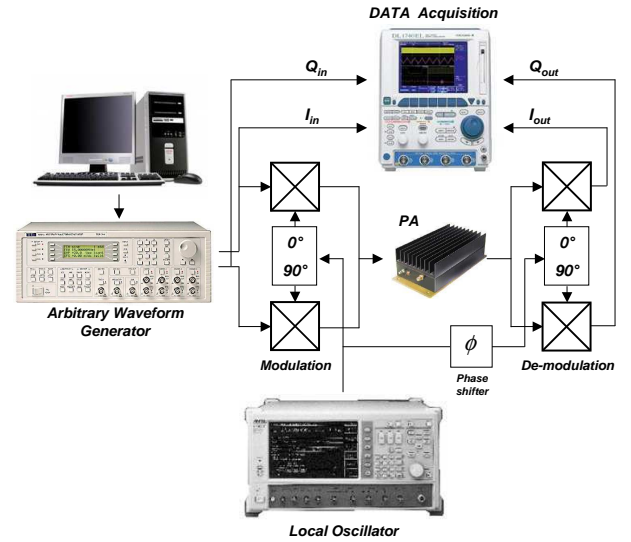 DATA Acquisition
Q_in
Q_out
I_in
I_out
0°
90°
PA
0°
90°
Arbitrary Waveform
Generator
Modulation
ϕ
De-modulation
Phase
shifter
Local Oscillator